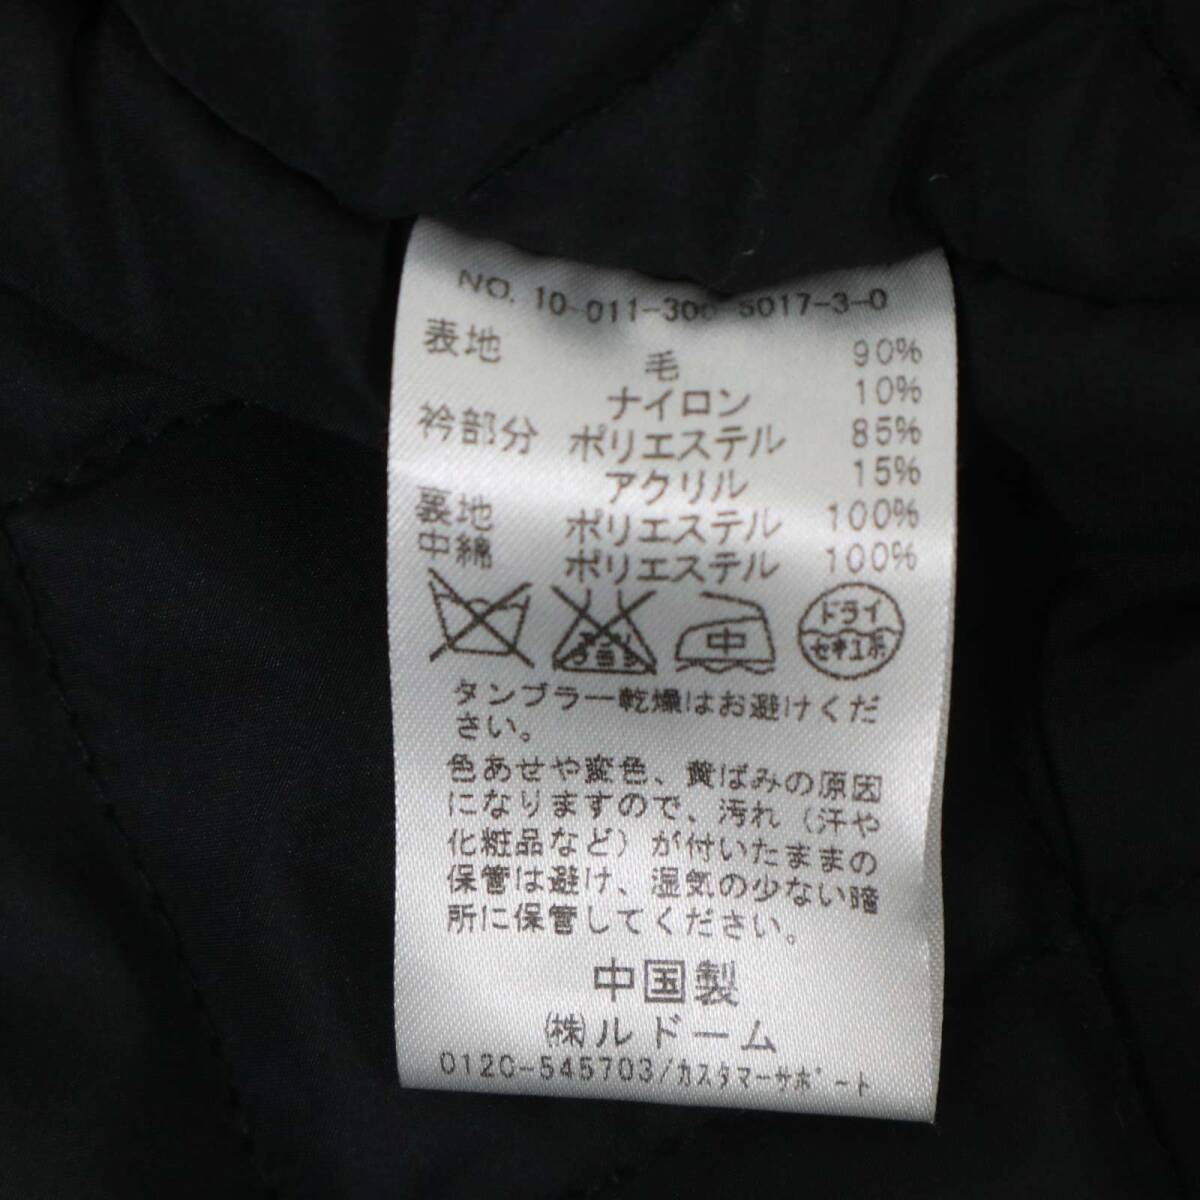 NO. 10-011-300 5017-3-0
表地 毛 90%
ナイロン 10%
衿部分 ポリエステル 85%
アクリル 15%
裏地 ポリエステル 100%
中綿 ポリエステル 100%
中 ドライ
セキユ系
タンブラー乾燥はお避けくだ
さい。
色あせや変色、黄ばみの原因
になりますので、汚れ（汗や
化粧品など）が付いたままの
保管は避け、湿気の少ない暗
所に保管してください。
中国製
㈱ルドーム
0120-545703/カスタマーサポート